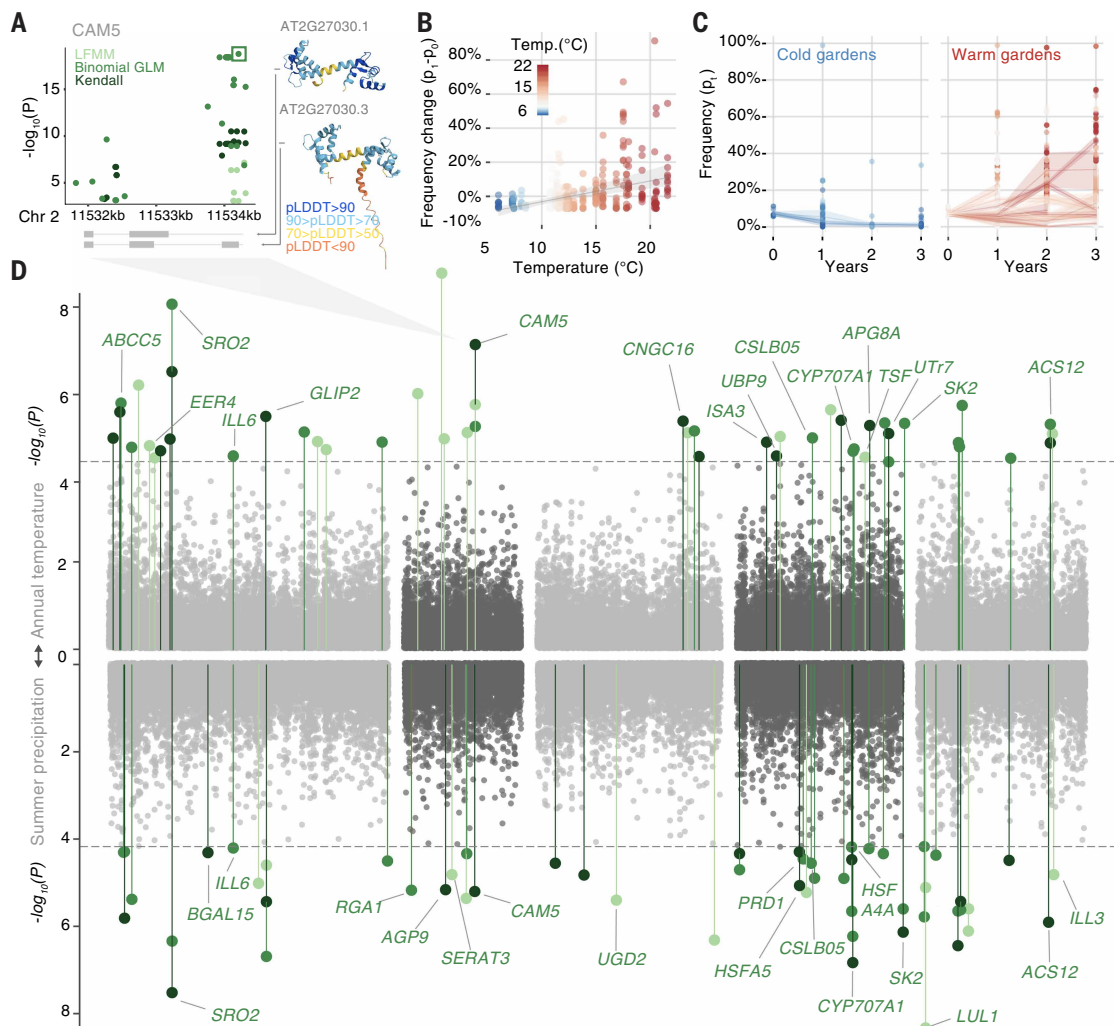 A
CAM5
LFMM
Binomial GLM
Kendall
-log10(P)
15
10
5
Chr 2
11532kb
11533kb
11534kb
AT2G27030.1
AT2G27030.3
pLDDT>90
90>pLDDT>70
70>pLDDT>50
pLDDT<90
B
Frequency change (p1-p0)
80%
60%
40%
20%
0%
-10%
Temp.(°C)
22
15
6
5
10
15
20
Temperature (°C)
C
Frequency (p1)
100%
80%
60%
40%
20%
0%
Cold gardens
Warm gardens
0
1
2
3
Years
0
1
2
3
Years
D
8
6
4
2
0
2
4
6
8
-log10(P)
Annual temperature
Summer precipitation
-log10(P)
ABCC5
SRO2
EER4
ILL6
GLIP2
CAM5
CNGC16
ISA3
UBP9
CSLB05
CYP707A1
APG8A
TSF
UTr7
SK2
ACS12
SRO2
BGAL15
ILL6
RGA1
AGP9
SERAT3
CAM5
UGD2
PRD1
HSFA5
CSLB05
CYP707A1
HSF
A4A
SK2
LUL1
ACS12
ILL3